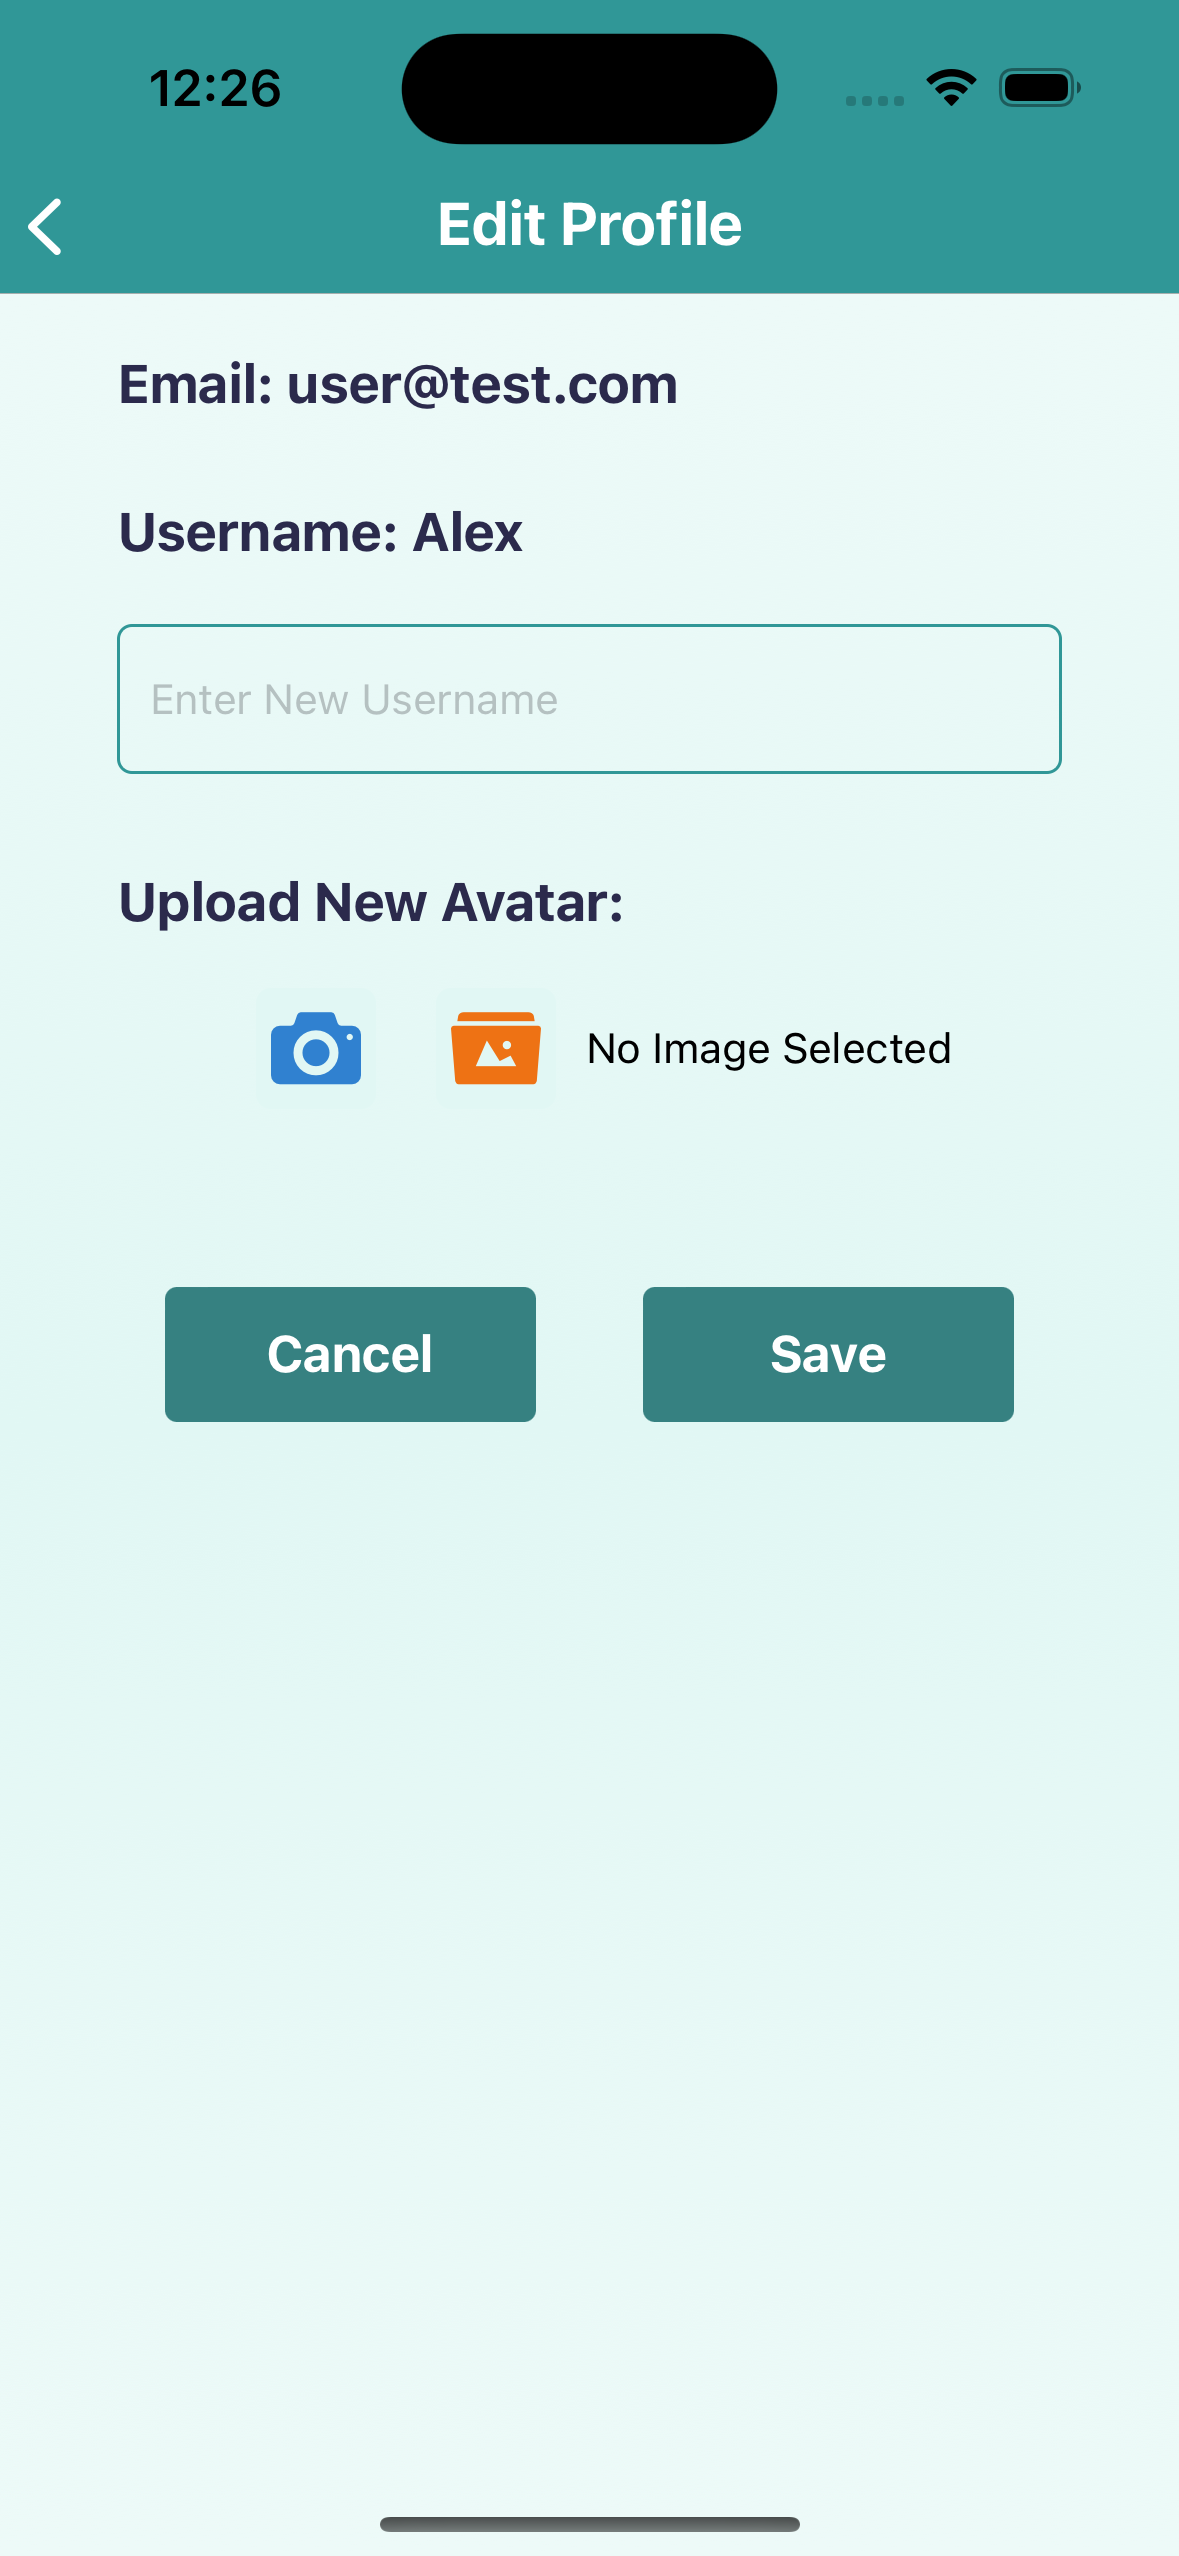 12:26
Edit Profile
Email: user@test.com
Username: Alex
Enter New Username
Upload New Avatar:
No Image Selected
Cancel
Save